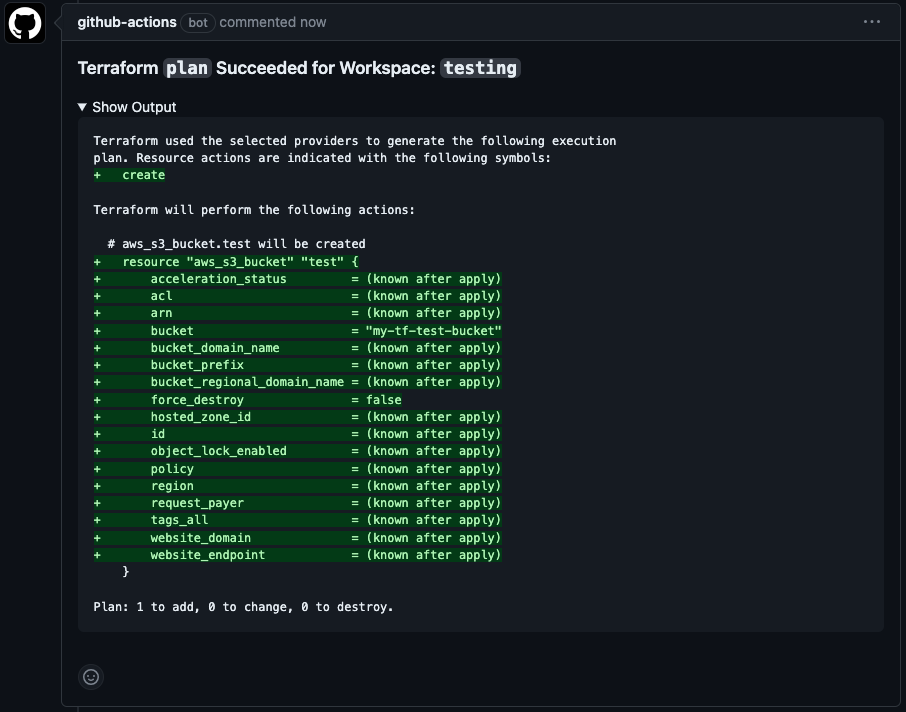 github-actions bot commented now
Terraform plan Succeeded for Workspace: testing
Show Output
Terraform used the selected providers to generate the following execution
plan. Resource actions are indicated with the following symbols:
+ create
Terraform will perform the following actions:
# aws_s3_bucket.test will be created
+ resource "aws_s3_bucket" "test" {
+ acceleration_status = (known after apply)
+ acl = (known after apply)
+ arn = (known after apply)
+ bucket = "my-tf-test-bucket"
+ bucket_domain_name = (known after apply)
+ bucket_prefix = (known after apply)
+ bucket_regional_domain_name = (known after apply)
+ force_destroy = false
+ hosted_zone_id = (known after apply)
+ id = (known after apply)
+ object_lock_enabled = (known after apply)
+ policy = (known after apply)
+ region = (known after apply)
+ request_payer = (known after apply)
+ tags_all = (known after apply)
+ website_domain = (known after apply)
+ website_endpoint = (known after apply)
}
Plan: 1 to add, 0 to change, 0 to destroy.